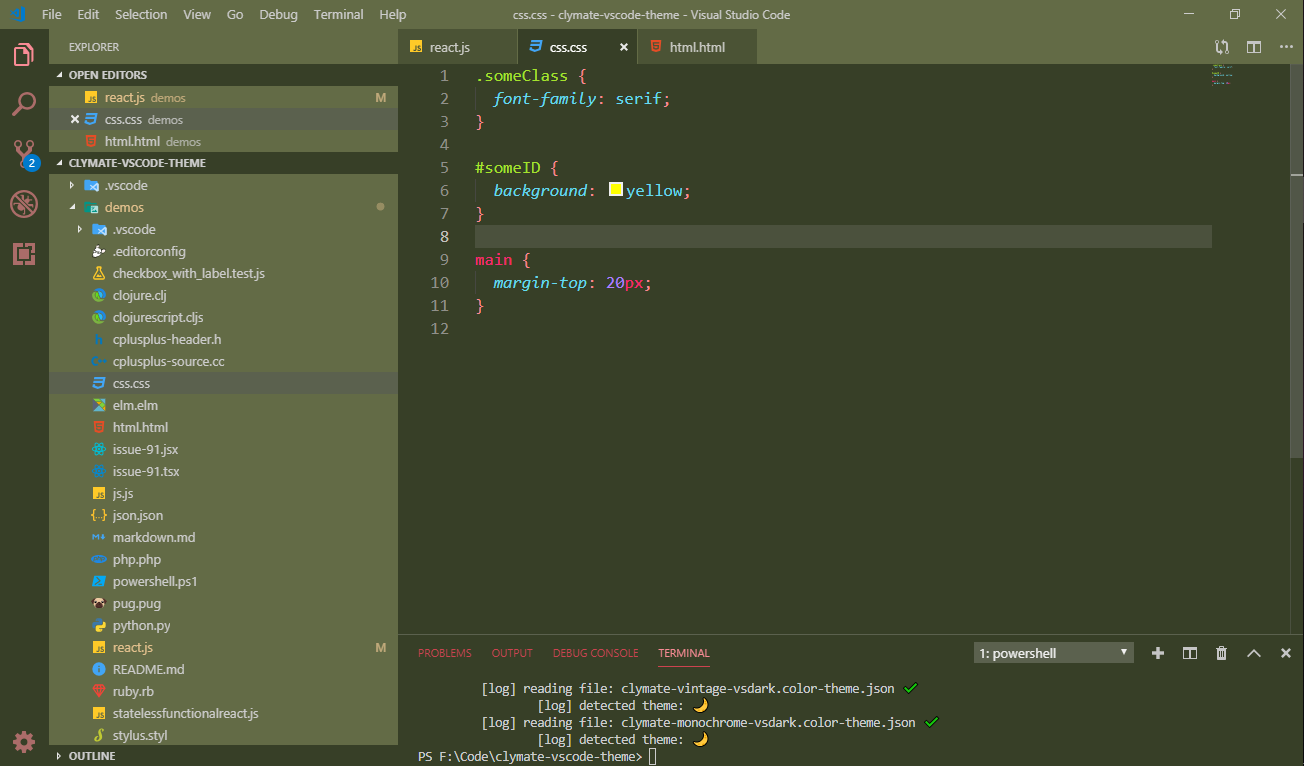 File Edit Selection View Go Debug Terminal Help
css.css - clymate-vscode-theme - Visual Studio Code
EXPLORER
OPEN EDITORS
react.js demos M
css.css demos
html.html demos
2
CLYMATE-VSCODE-THEME
.vscode
demos
.vscode
.editorconfig
checkbox_with_label.test.js
clojure.clj
clojurescript.cljs
h cplusplus-header.h
C++ cplusplus-source.cc
css.css
elm.elm
html.html
issue-91.jsx
issue-91.tsx
JS js.js
{..} json.json
M markdown.md
php.php
powershell.ps1
pug.pug
python.py
JS react.js M
i README.md
ruby.rb
JS statelessfunctionalreact.js
stylus.styl
OUTLINE
JS react.js
css.css
html.html
1 .someClass {
2 font-family: serif;
3 }
4
5 #someID {
6 background: yellow;
7 }
8
9 main {
10 margin-top: 20px;
11 }
12
PROBLEMS OUTPUT DEBUG CONSOLE TERMINAL
1: powershell
[log] reading file: clymate-vintage-vsdark.color-theme.json ✔
[log] detected theme: 🌙
[log] reading file: clymate-monochrome-vsdark.color-theme.json ✔
[log] detected theme: 🌙
PS F:\Code\clymate-vscode-theme>